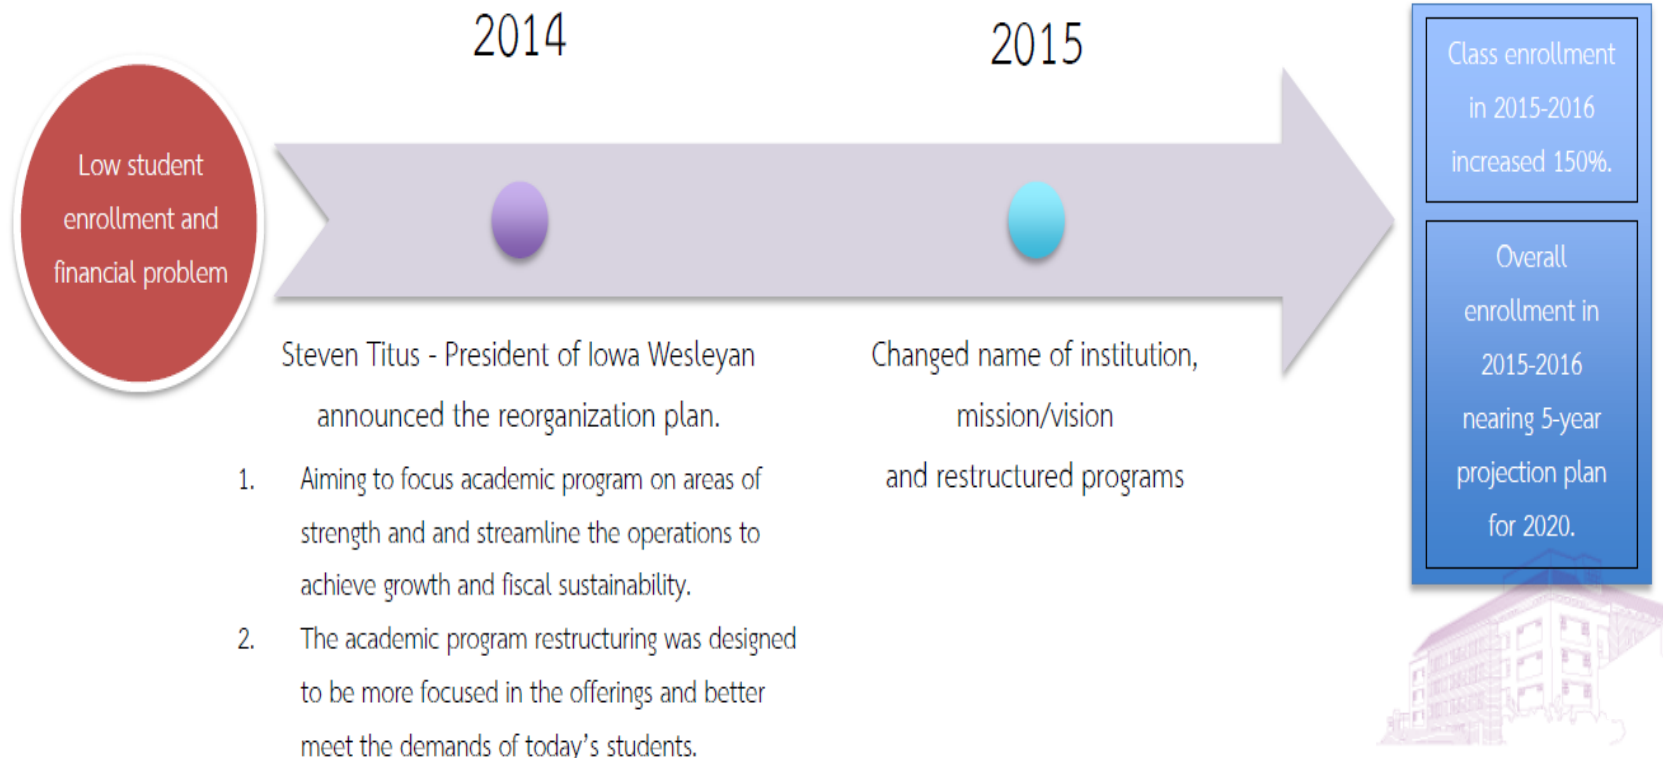 2014
2015
Low student
enrollment and
financial problem
Steven Titus - President of Iowa Wesleyan
announced the reorganization plan.
1. Aiming to focus academic program on areas of
strength and and streamline the operations to
achieve growth and fiscal sustainability.
2. The academic program restructuring was designed
to be more focused in the offerings and better
meet the demands of today’s students.
Changed name of institution,
mission/vision
and restructured programs
Class enrollment
in 2015-2016
increased 150%.
Overall
enrollment in
2015-2016
nearing 5-year
projection plan
for 2020.